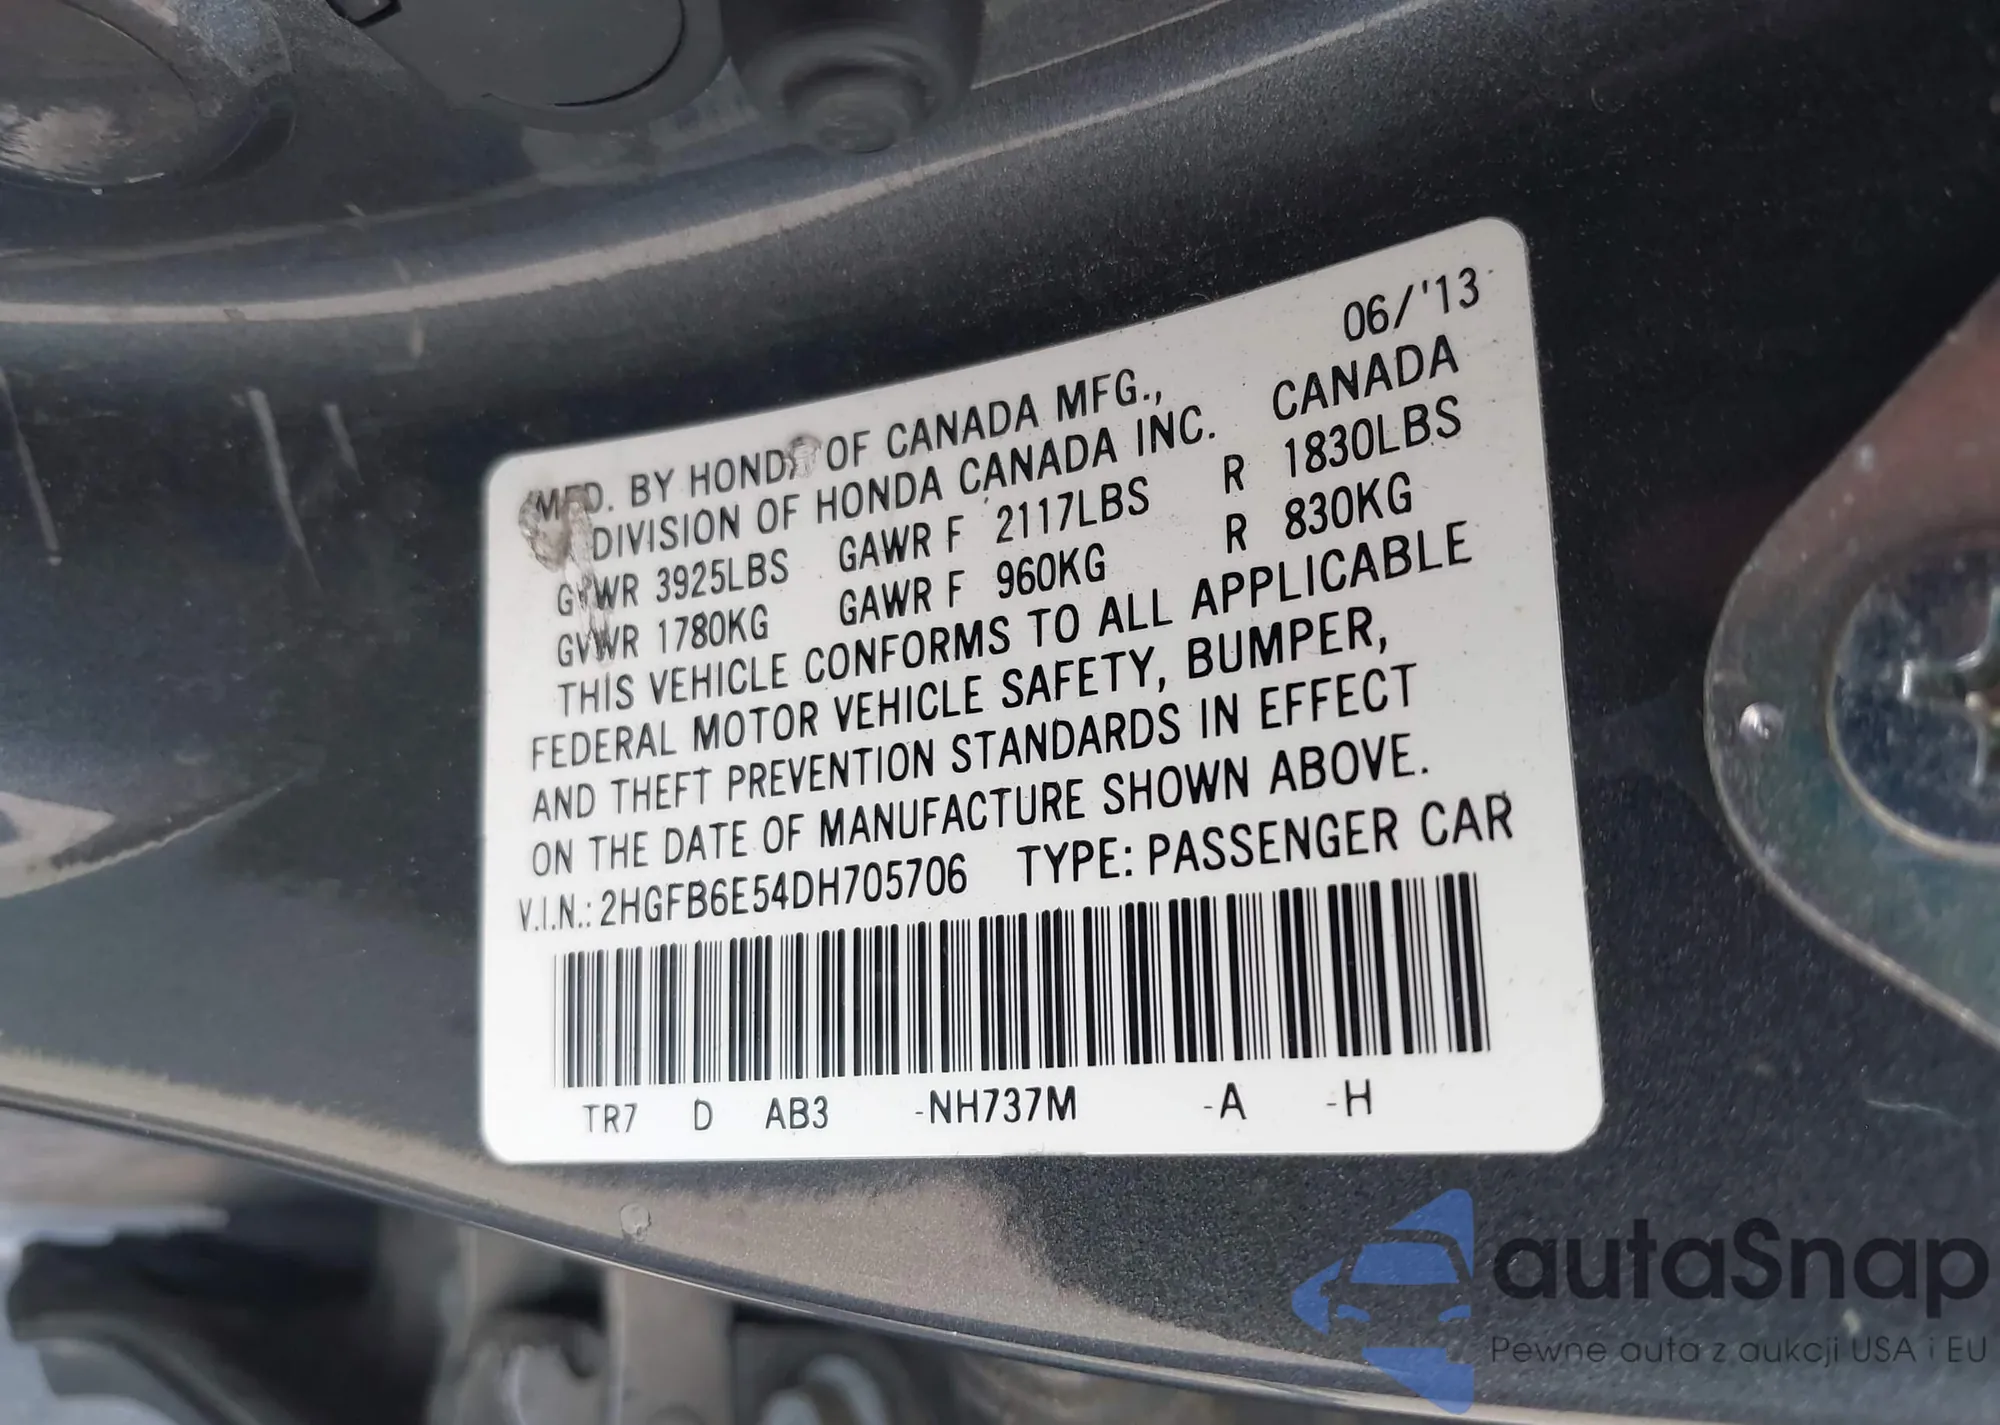 06/'13
MFD. BY HONDA OF CANADA MFG.,
DIVISION OF HONDA CANADA INC. CANADA
GVWR 3925LBS GAWR F 2117LBS R 1830LBS
GVWR 1780KG GAWR F 960KG R 830KG
THIS VEHICLE CONFORMS TO ALL APPLICABLE
FEDERAL MOTOR VEHICLE SAFETY, BUMPER,
AND THEFT PREVENTION STANDARDS IN EFFECT
ON THE DATE OF MANUFACTURE SHOWN ABOVE.
V.I.N.: 2HGFB6E54DH705706 TYPE: PASSENGER CAR
TR7 D AB3 -NH737M -A -H
autaSnap
Pewne auta z aukcji USA i EU